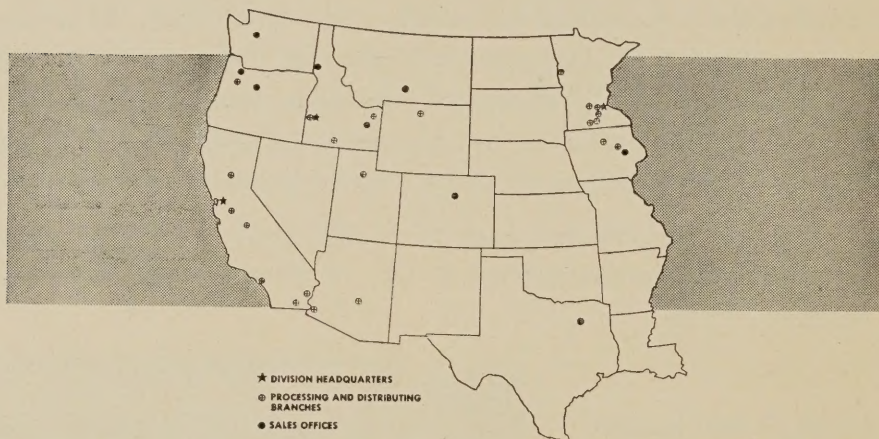 ★ DIVISION HEADQUARTERS
⊕ PROCESSING AND DISTRIBUTING
BRANCHES
● SALES OFFICES